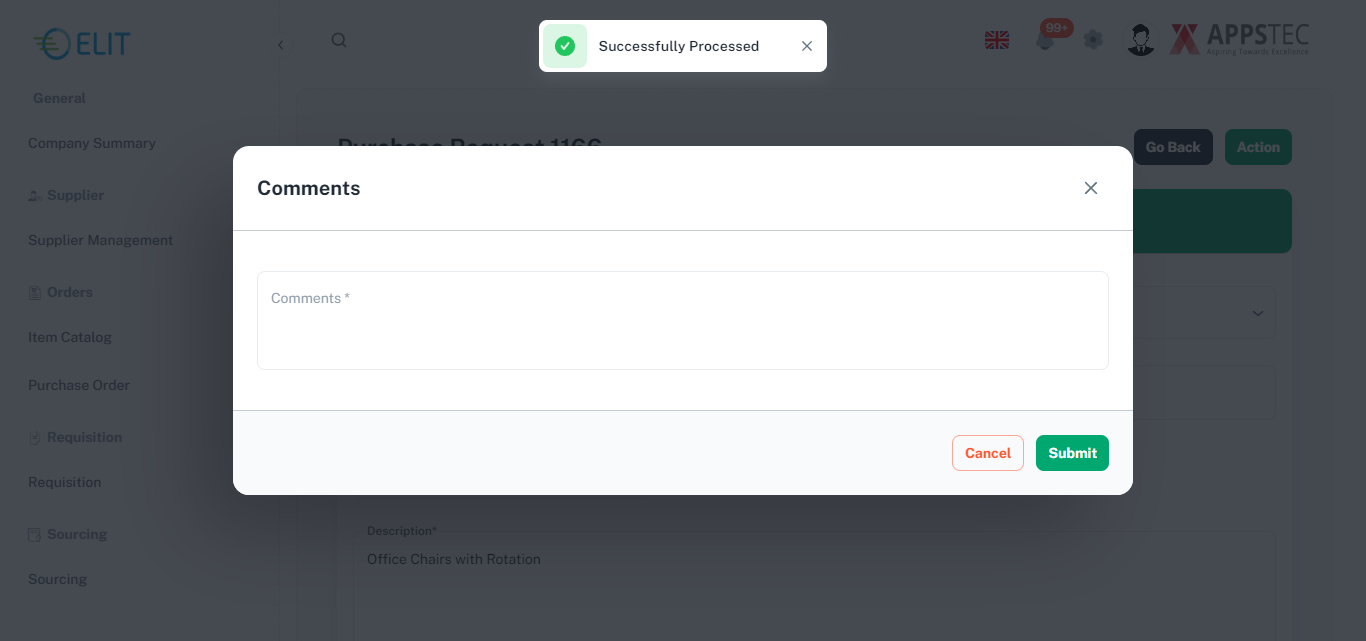 ELIT
Successfully Processed
99+
APPSTEC
Aspiring Towards Excellence
General
Company Summary
Supplier
Supplier Management
Orders
Item Catalog
Purchase Order
Requisition
Requisition
Sourcing
Sourcing
Purchase Request 1166
Go Back
Action
Comments
Comments *
Cancel
Submit
Description*
Office Chairs with Rotation